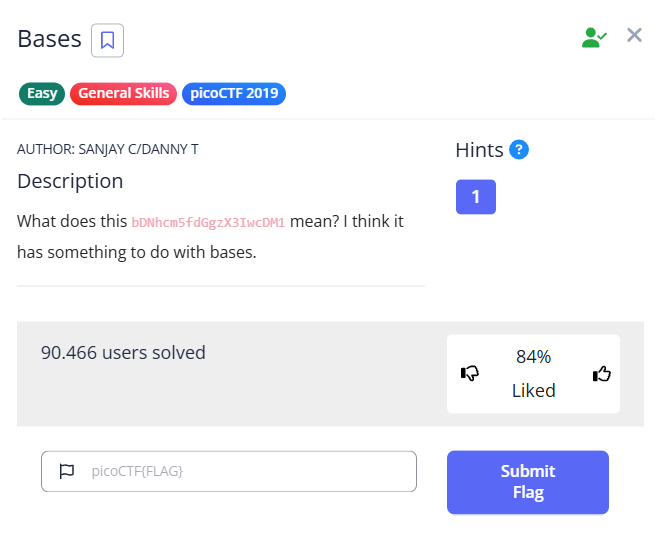 Bases
Easy General Skills picoCTF 2019
AUTHOR: SANJAY C/DANNY T
Description
What does this bDNhcm5fdGgzX3IwcDM1 mean? I think it
has something to do with bases.
Hints ?
1
90.466 users solved
84%
Liked
picoCTF{FLAG}
Submit
Flag